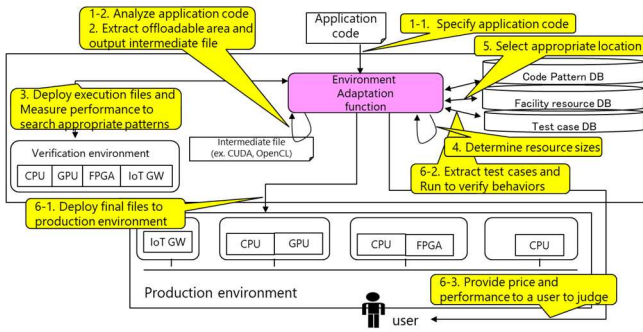 1-2. Analyze application code
2. Extract offloadable area and
output intermediate file
Application
code
1-1. Specify application code
5. Select appropriate location
3. Deploy execution files and
Measure performance to
search appropriate patterns
Environment
Adaptation
function
Code Pattern DB
Facility resource DB
Test case DB
Verification environment
CPU GPU FPGA IoT GW
Intermediate file
(ex. CUDA, OpenCL)
4. Determine resource sizes
6-2. Extract test cases and
Run to verify behaviors
6-1. Deploy final files to
production environment
IoT GW
CPU GPU
CPU FPGA
CPU
Production environment
6-3. Provide price and
performance to a user to judge
user